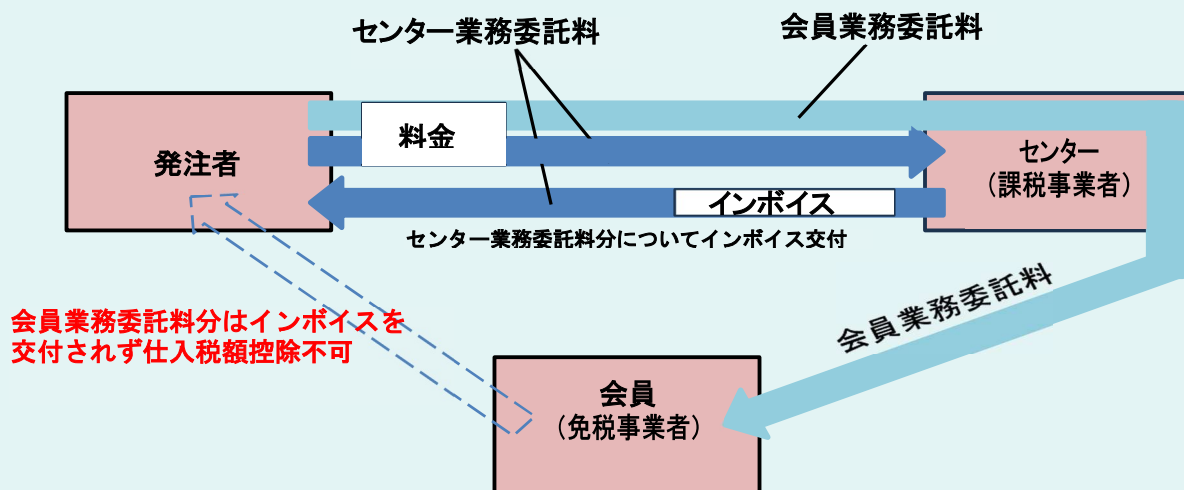 センター業務委託料
会員業務委託料
発注者
料金
センター
（課税事業者）
インボイス
センター業務委託料分についてインボイス交付
会員業務委託料
会員業務委託料分はインボイスを
交付されず仕入税額控除不可
会員
（免税事業者）